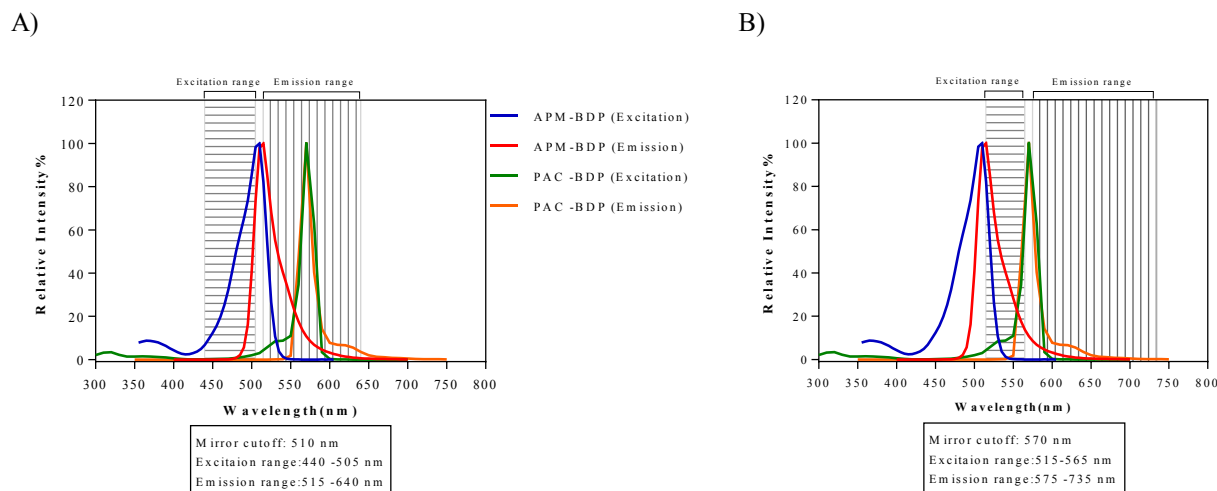 A)
B)
Excitation range
Emission range
120
100
80
60
40
20
0
Relative Intensity%
300 350 400 450 500 550 600 650 700 750 800
Wavelength(nm)
Mirror cutoff: 510 nm
Excitaion range:440 -505 nm
Emission range:515 -640 nm
APM-BDP (Excitation)
APM-BDP (Emission)
PAC -BDP (Excitation)
PAC -BDP (Emission)
Excitation range
Emission range
120
100
80
60
40
20
0
Relative Intensity%
300 350 400 450 500 550 600 650 700 750 800
Wavelength(nm)
Mirror cutoff: 570 nm
Excitaion range:515-565 nm
Emission range: 575 -735 nm